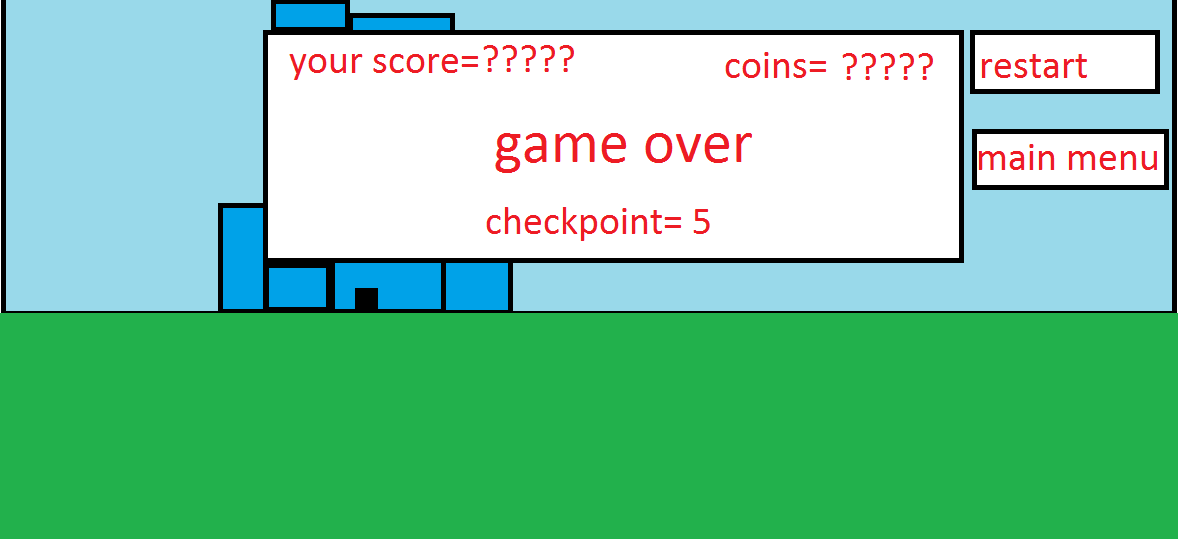 your score=?????
coins= ?????
restart
game over
main menu
checkpoint= 5